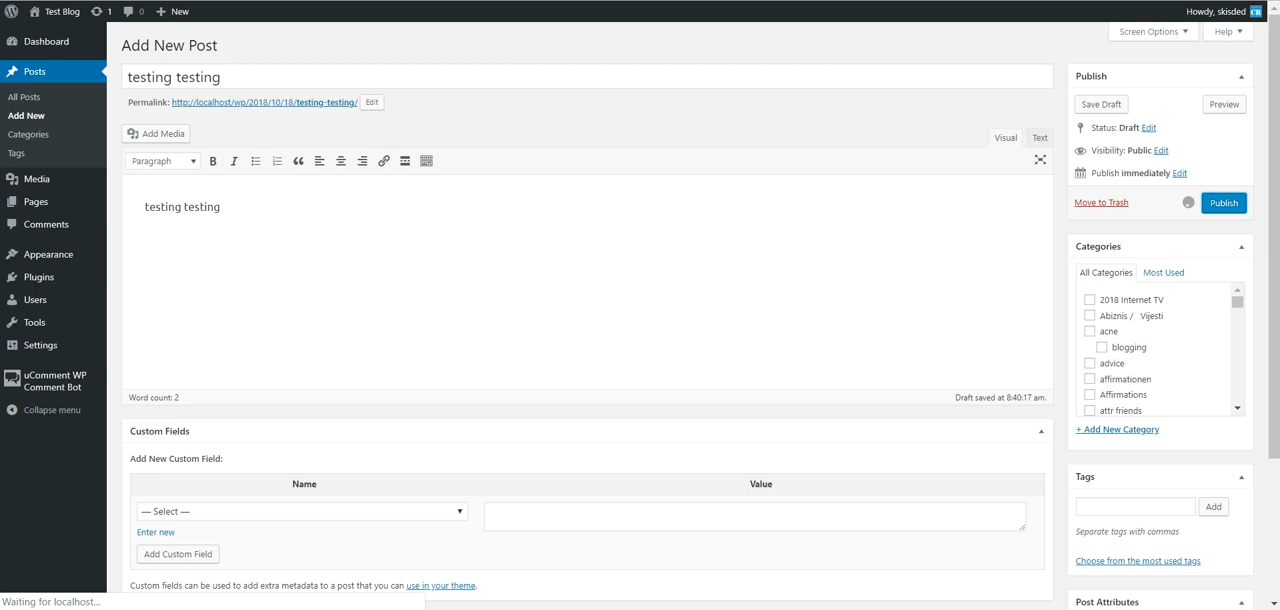 Test Blog 1 0 New Howdy, skisded CR
Dashboard
Posts
All Posts
Add New
Categories
Tags
Media
Pages
Comments
Appearance
Plugins
Users
Tools
Settings
uComment WP
Comment Bot
Collapse menu
Screen Options Help
Add New Post
testing testing
Permalink: http://localhost/wp/2018/10/18/testing-testing/ Edit
Add Media
Visual Text
Paragraph B I
testing testing
Word count: 2 Draft saved at 8:40:17 am.
Custom Fields
Add New Custom Field:
Name Value
— Select —
Enter new
Add Custom Field
Custom fields can be used to add extra metadata to a post that you can use in your theme.
Publish
Save Draft Preview
Status: Draft Edit
Visibility: Public Edit
Publish immediately Edit
Move to Trash Publish
Categories
All Categories Most Used
2018 Internet TV
Abiznis / Vijesti
acne
blogging
advice
affirmationen
Affirmations
attr friends
+ Add New Category
Tags
Add
Separate tags with commas
Choose from the most used tags
Post Attributes
Waiting for localhost...